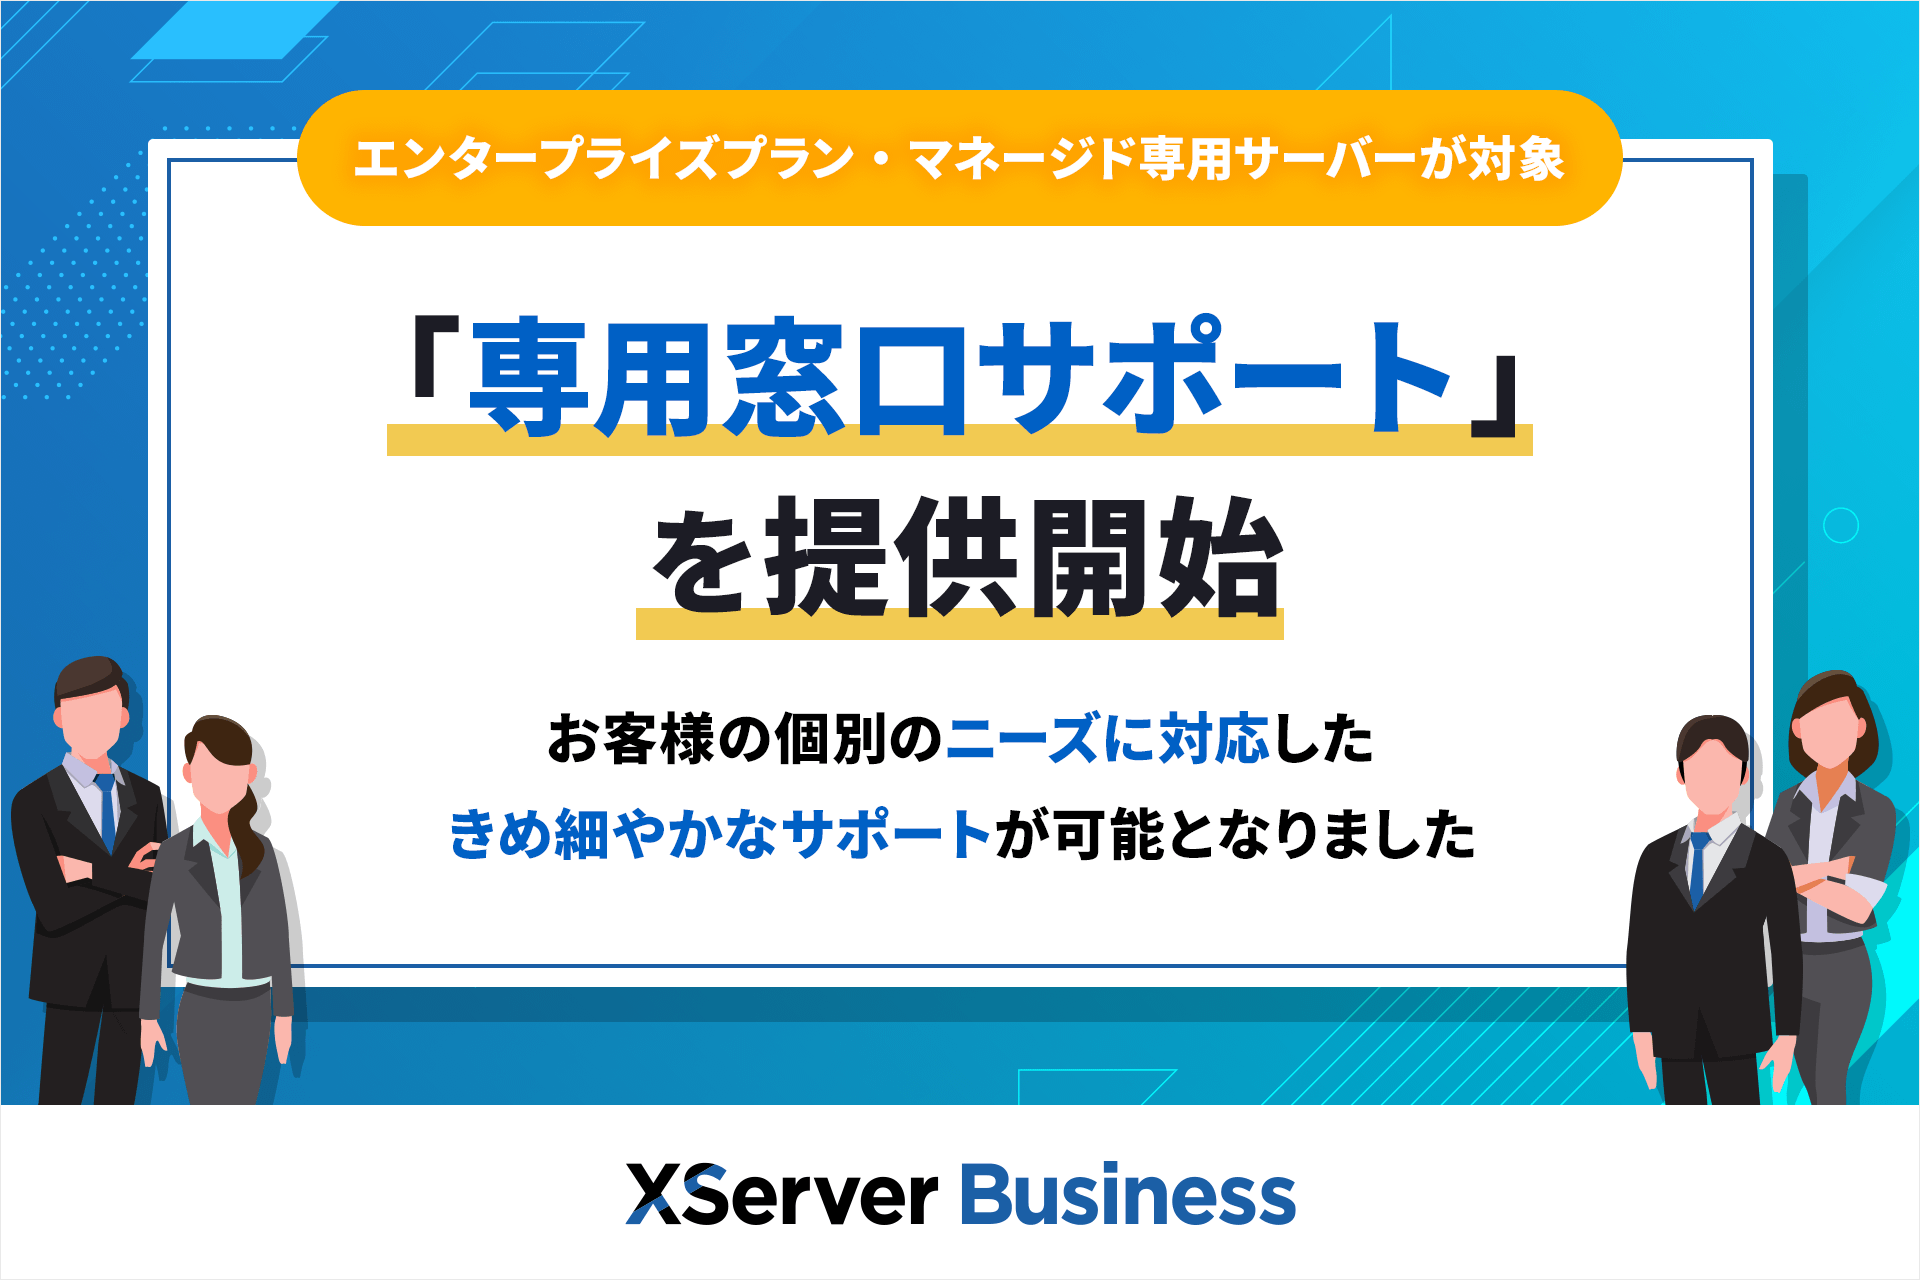 エンタープライズプラン・マネージド専用サーバーが対象
「専用窓口サポート」
を提供開始
お客様の個別のニーズに対応した
きめ細やかなサポートが可能となりました
XServer Business